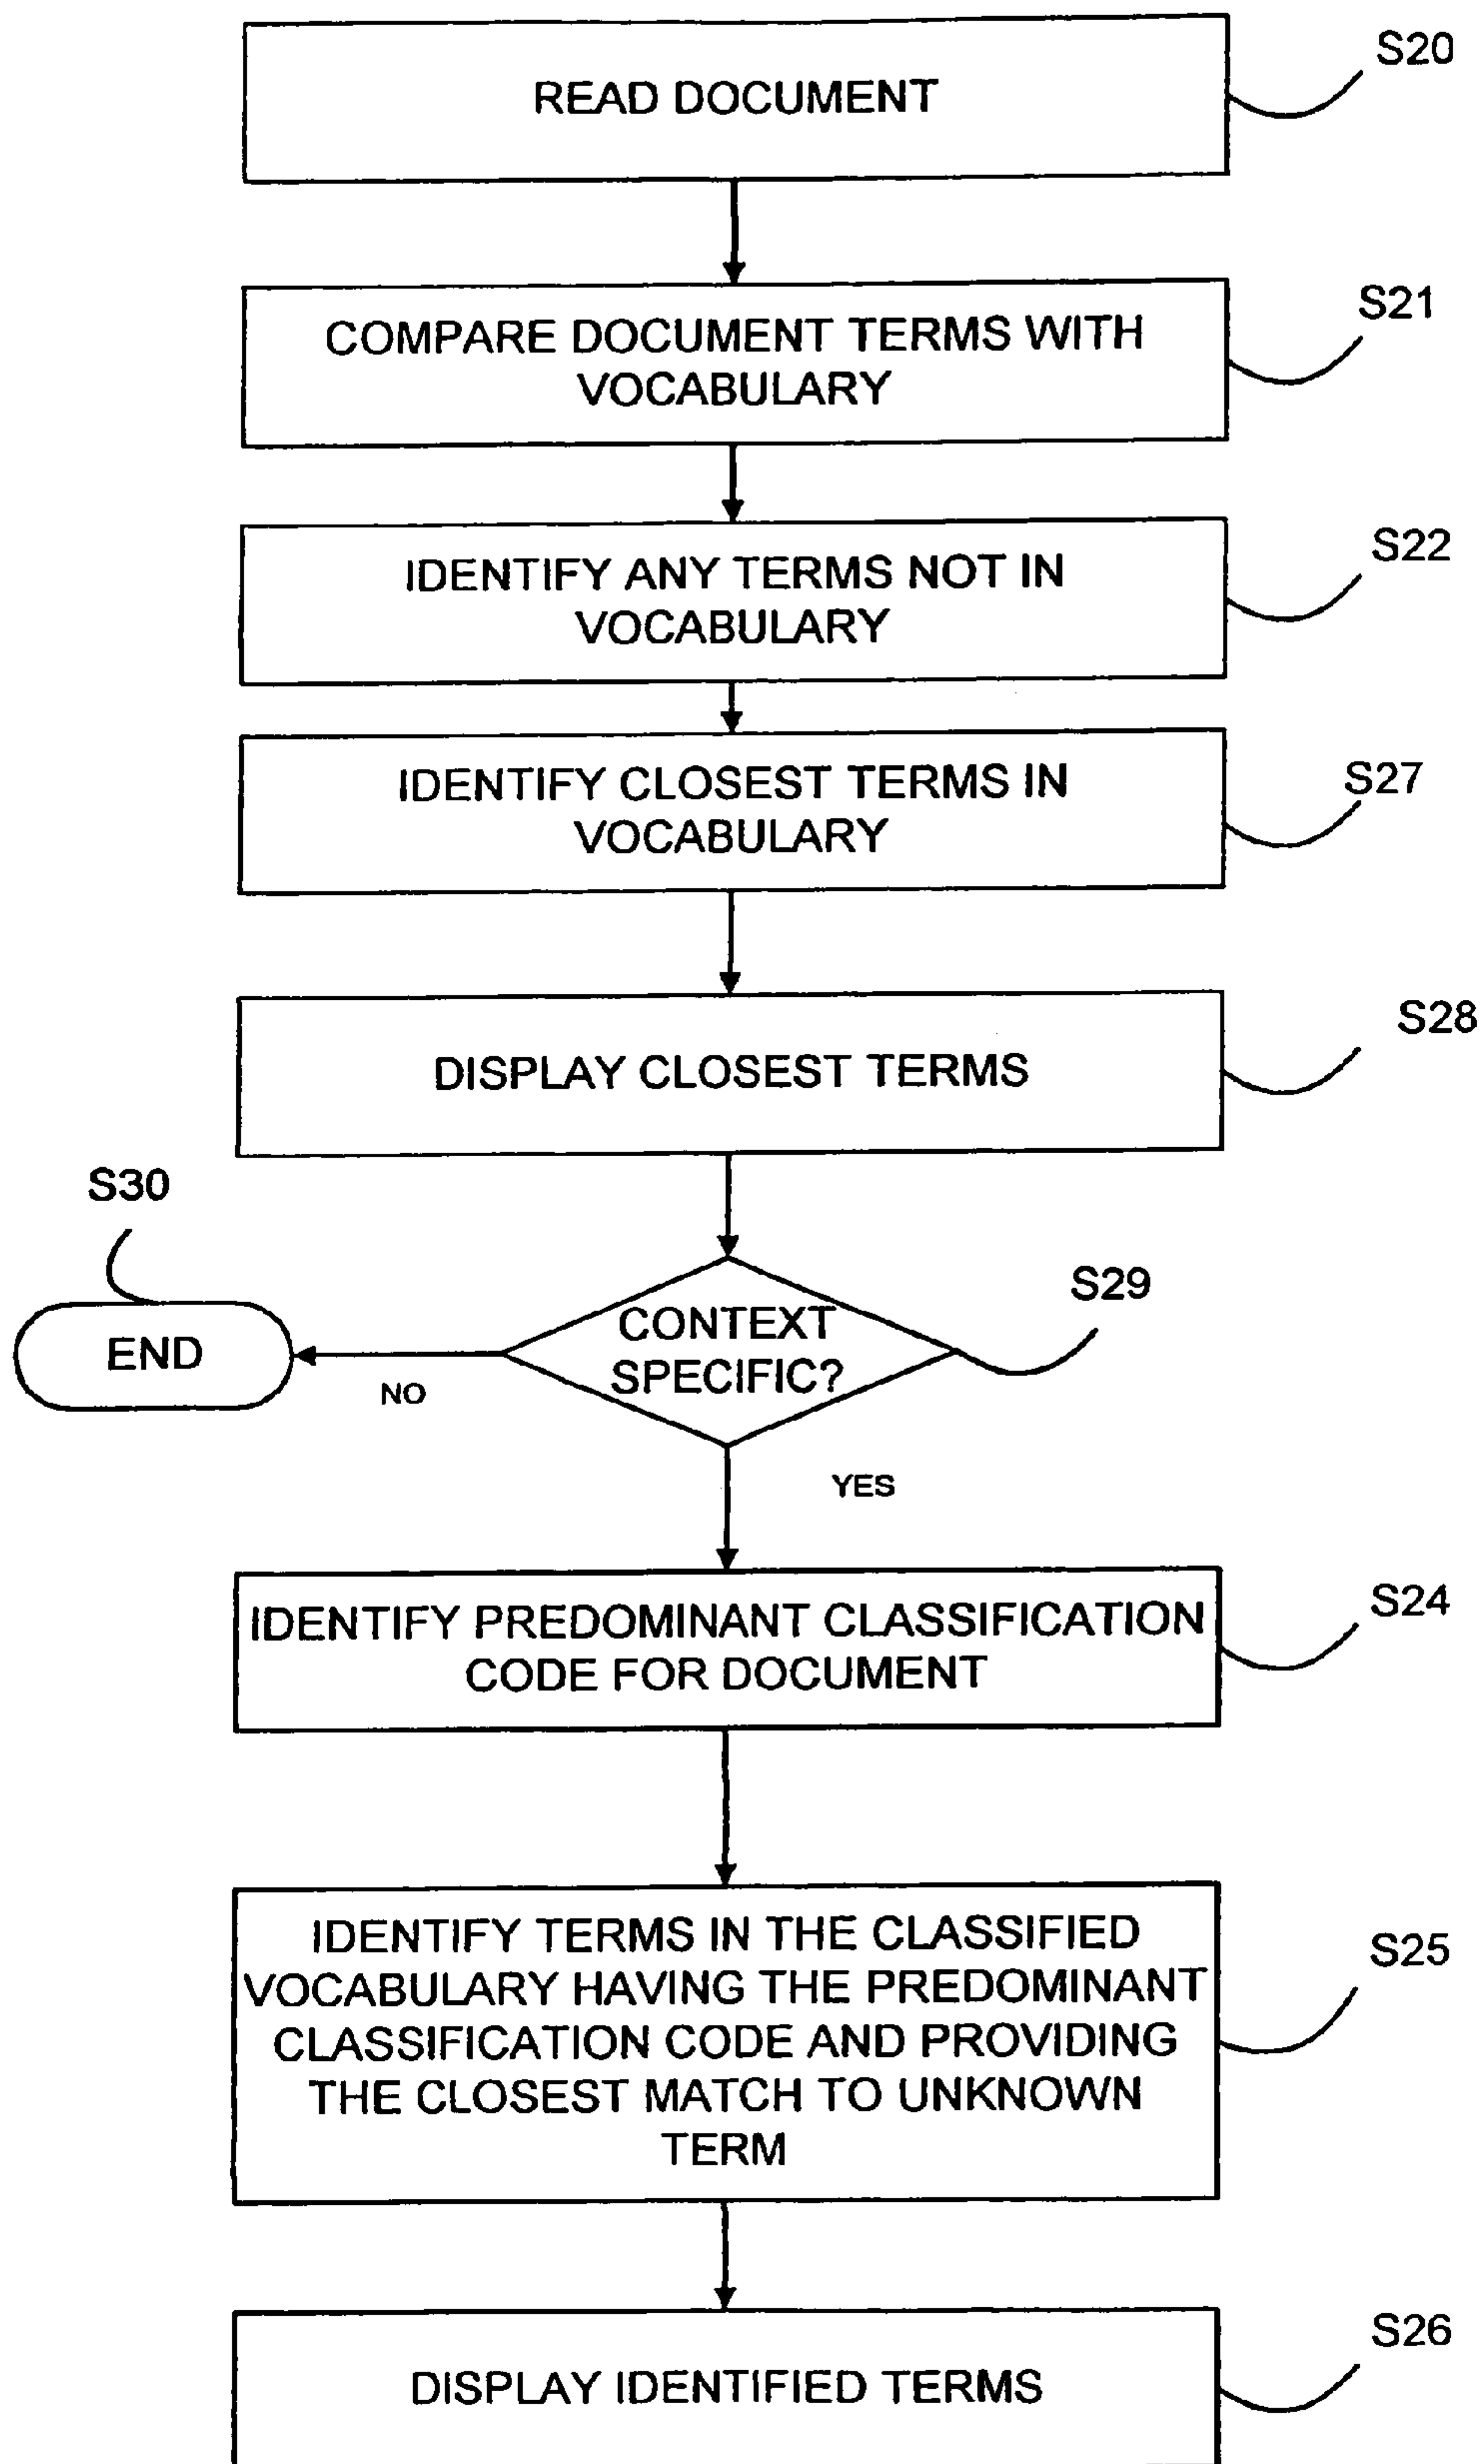 READ DOCUMENT
S20
COMPARE DOCUMENT TERMS WITH
VOCABULARY
S21
IDENTIFY ANY TERMS NOT IN
VOCABULARY
S22
IDENTIFY CLOSEST TERMS IN
VOCABULARY
S27
DISPLAY CLOSEST TERMS
S28
S30
END
NO
CONTEXT
SPECIFIC?
S29
YES
IDENTIFY PREDOMINANT CLASSIFICATION
CODE FOR DOCUMENT
S24
IDENTIFY TERMS IN THE CLASSIFIED
VOCABULARY HAVING THE PREDOMINANT
CLASSIFICATION CODE AND PROVIDING
THE CLOSEST MATCH TO UNKNOWN
TERM
S25
DISPLAY IDENTIFIED TERMS
S26